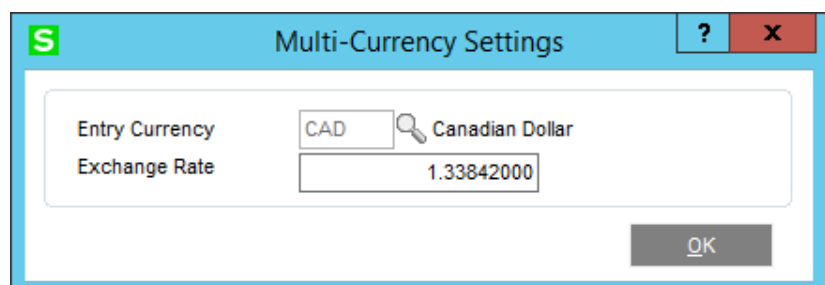 S Multi-Currency Settings ? x
Entry Currency CAD Canadian Dollar
Exchange Rate 1.33842000
OK